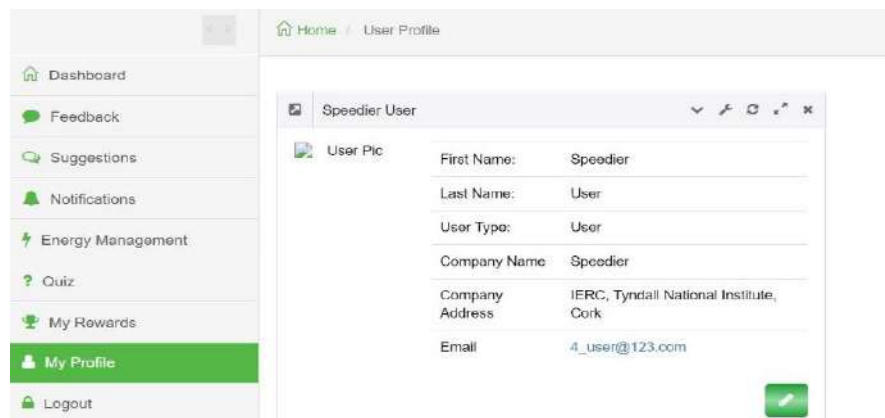 Home / User Profile
Dashboard
Feedback
Suggestions
Notifications
Energy Management
Quiz
My Rewards
My Profile
Logout
Speedier User
User Pic
First Name: Speedier
Last Name: User
User Type: User
Company Name Speedier
Company Address IERC, Tyndall National Institute, Cork
Email 4_user@123.com